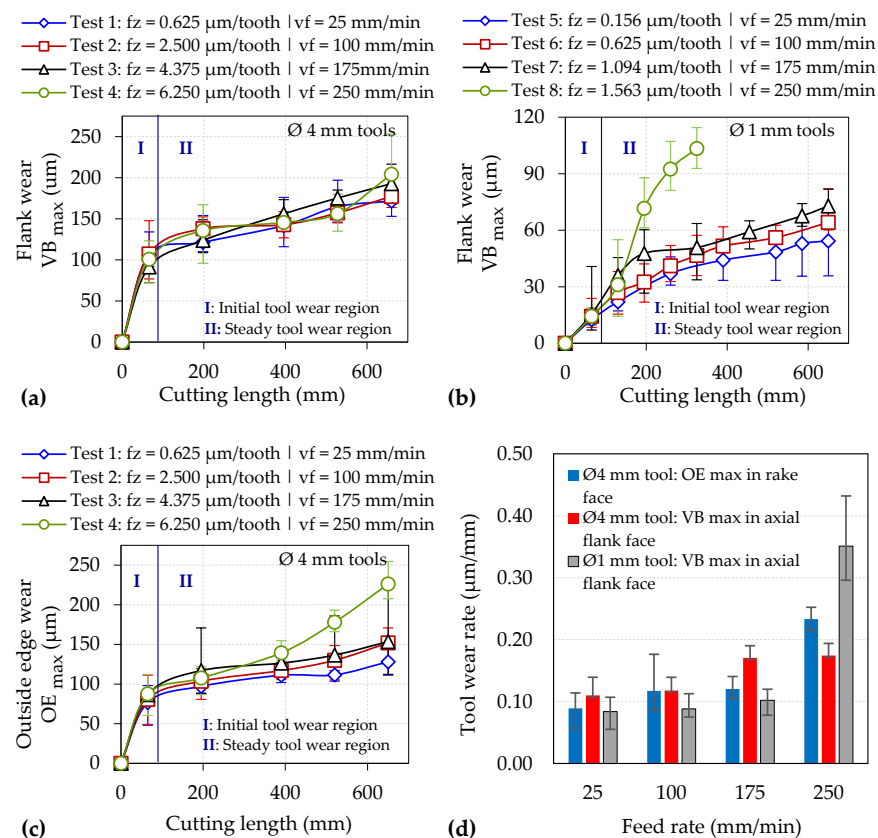 Test 1: fz = 0.625 µm/tooth | vf = 25 mm/min
Test 2: fz = 2.500 µm/tooth | vf = 100 mm/min
Test 3: fz = 4.375 µm/tooth | vf = 175mm/min
Test 4: fz = 6.250 µm/tooth | vf = 250 mm/min
(a)
Ø 4 mm tools
I
II
250
200
150
100
50
0
Flank wear
VB max (um)
I: Initial tool wear region
II: Steady tool wear region
0
200
400
600
Cutting length (mm)
Test 5: fz = 0.156 µm/tooth | vf = 25 mm/min
Test 6: fz = 0.625 µm/tooth | vf = 100 mm/min
Test 7: fz = 1.094 µm/tooth | vf = 175 mm/min
Test 8: fz = 1.563 µm/tooth | vf = 250 mm/min
(b)
Ø 1 mm tools
I
II
120
90
60
30
0
Flank wear
VB max (µm)
I: Initial tool wear region
II: Steady tool wear region
0
200
400
600
Cutting length (mm)
Test 1: fz = 0.625 µm/tooth | vf = 25 mm/min
Test 2: fz = 2.500 µm/tooth | vf = 100 mm/min
Test 3: fz = 4.375 µm/tooth | vf = 175 mm/min
Test 4: fz = 6.250 µm/tooth | vf = 250 mm/min
(c)
Ø 4 mm tools
I
II
250
200
150
100
50
0
Outside edge wear
OE max (µm)
I: Initial tool wear region
II: Steady tool wear region
0
200
400
600
Cutting length (mm)
(d)
0.50
0.40
0.30
0.20
0.10
0.00
Tool wear rate (µm/mm)
Ø4 mm tool: OE max in rake
face
Ø4 mm tool: VB max in axial
flank face
Ø1 mm tool: VB max in axial
flank face
25
100
175
250
Feed rate (mm/min)